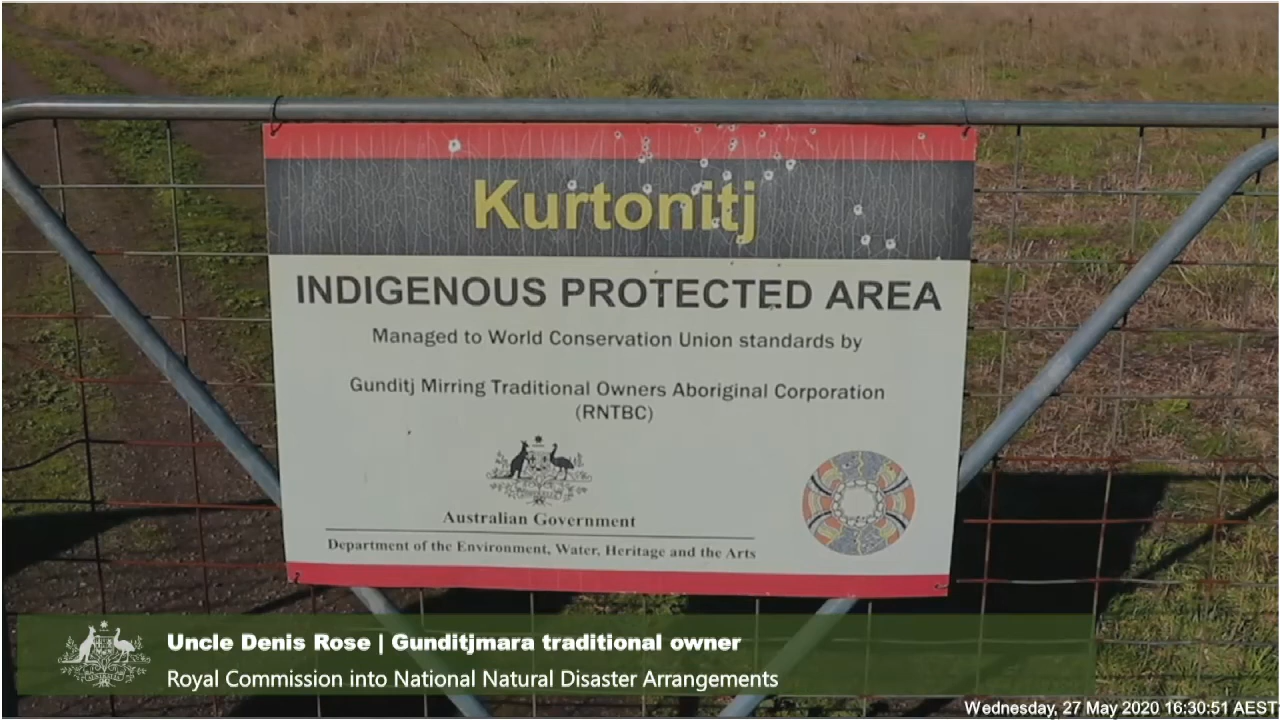 Kurtonitj
INDIGENOUS PROTECTED AREA
Managed to World Conservation Union standards by
Gunditj Mirring Traditional Owners Aboriginal Corporation
(RNTBC)
Australian Government
Department of the Environment, Water, Heritage and the Arts
Uncle Denis Rose | Gunditjmara traditional owner
Royal Commission into National Natural Disaster Arrangements
Wednesday, 27 May 2020 16:30:51 AEST